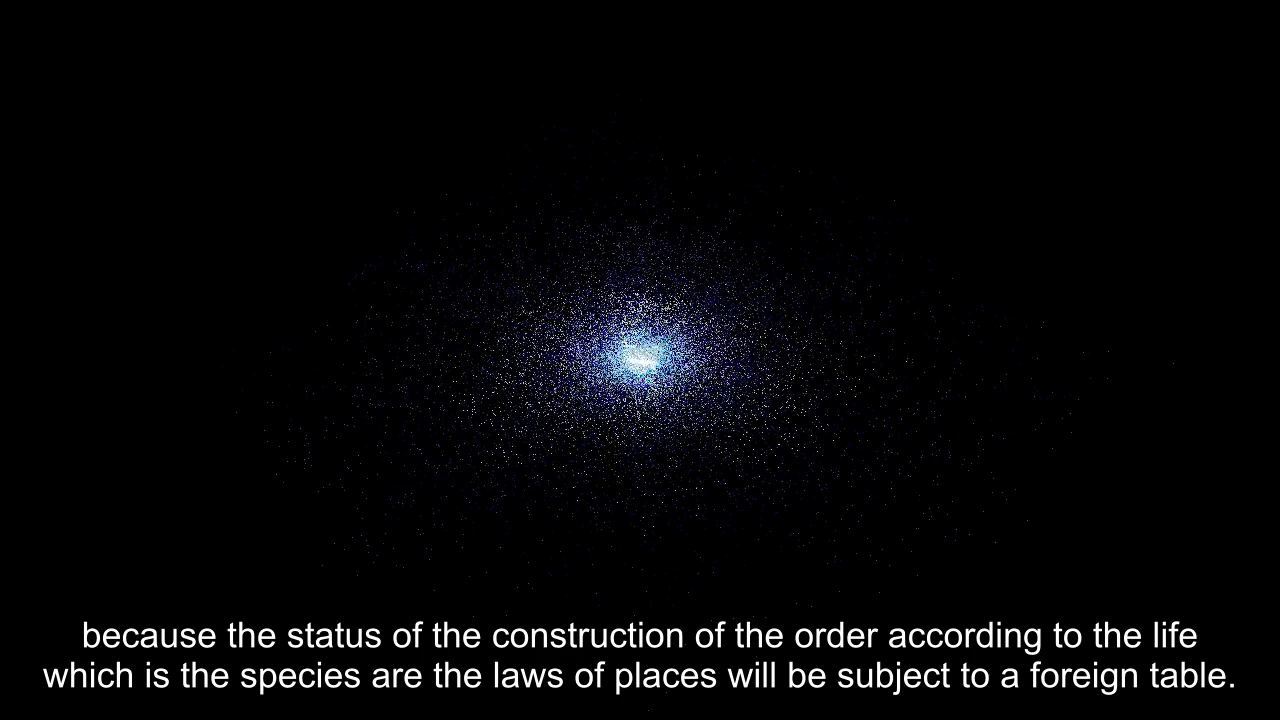 because the status of the construction of the order according to the life
which is the species are the laws of places will be subject to a foreign table.